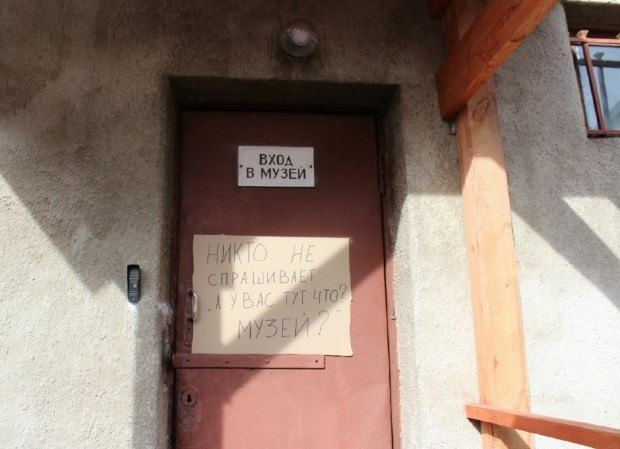 ВХОД
В МУЗЕЙ
НИКТО НЕ
СПРАШИВАЕТ
„А У ВАС ТУТ ЧТО?
МУЗЕЙ?"